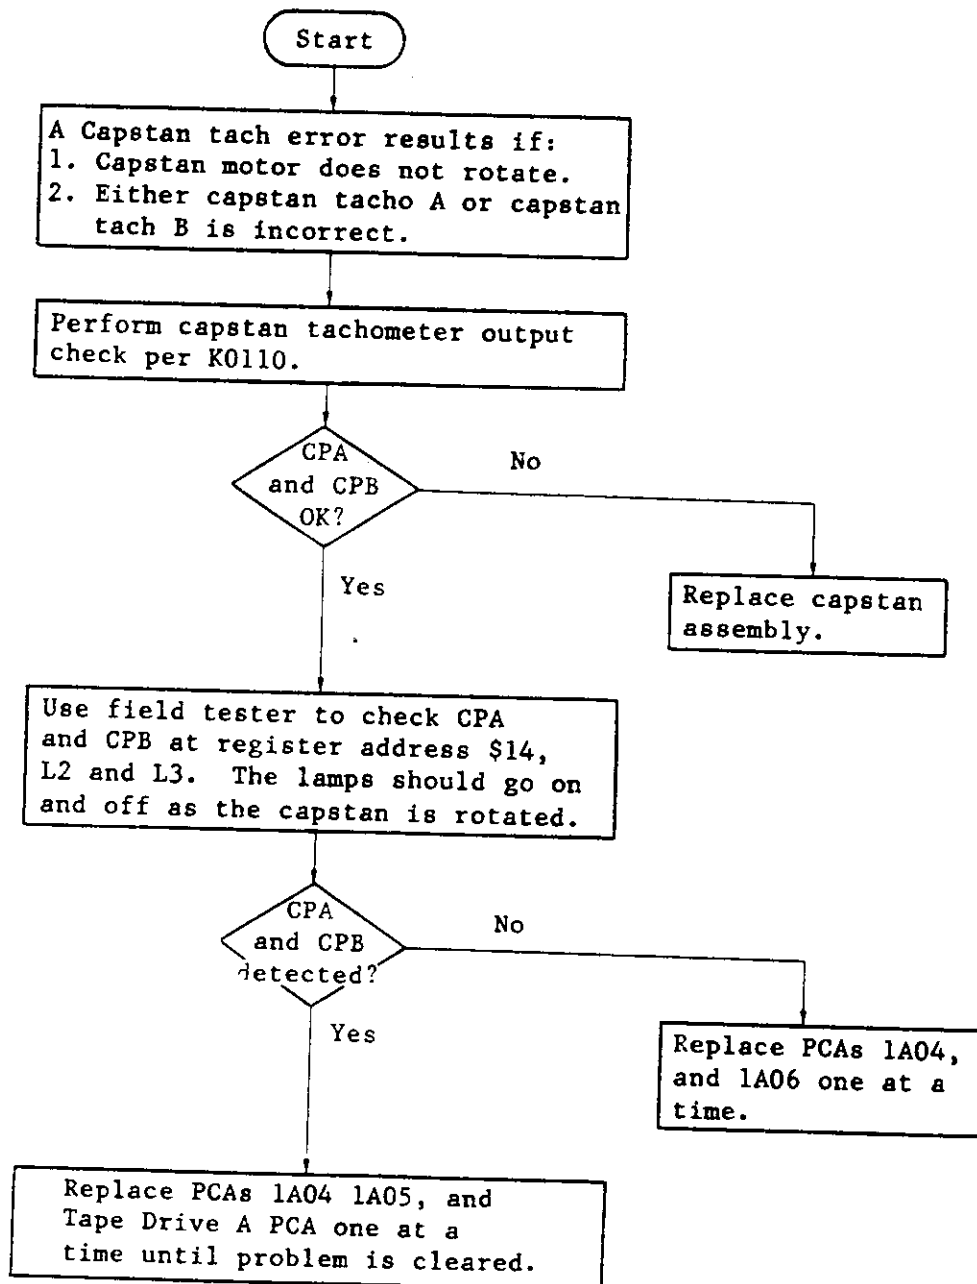 Start
A Capstan tach error results if:
1. Capstan motor does not rotate.
2. Either capstan tacho A or capstan
tach B is incorrect.
Perform capstan tachometer output
check per K0110.
CPA
and CPB
OK?
No
Yes
Replace capstan
assembly.
Use field tester to check CPA
and CPB at register address $14,
L2 and L3. The lamps should go on
and off as the capstan is rotated.
CPA
and CPB
detected?
No
Yes
Replace PCAs 1A04,
and 1A06 one at a
time.
Replace PCAs 1A04 1A05, and
Tape Drive A PCA one at a
time until problem is cleared.